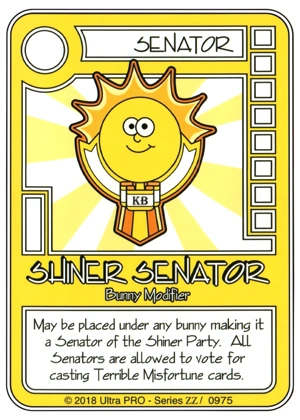 SENATOR
KB
SHINER SENATOR
Bunny Modifier
May be placed under any bunny making it
a Senator of the Shiner Party. All
Senators are allowed to vote for
casting Terrible Misfortune cards.
© 2018 Ultra PRO - Series ZZ / 0975